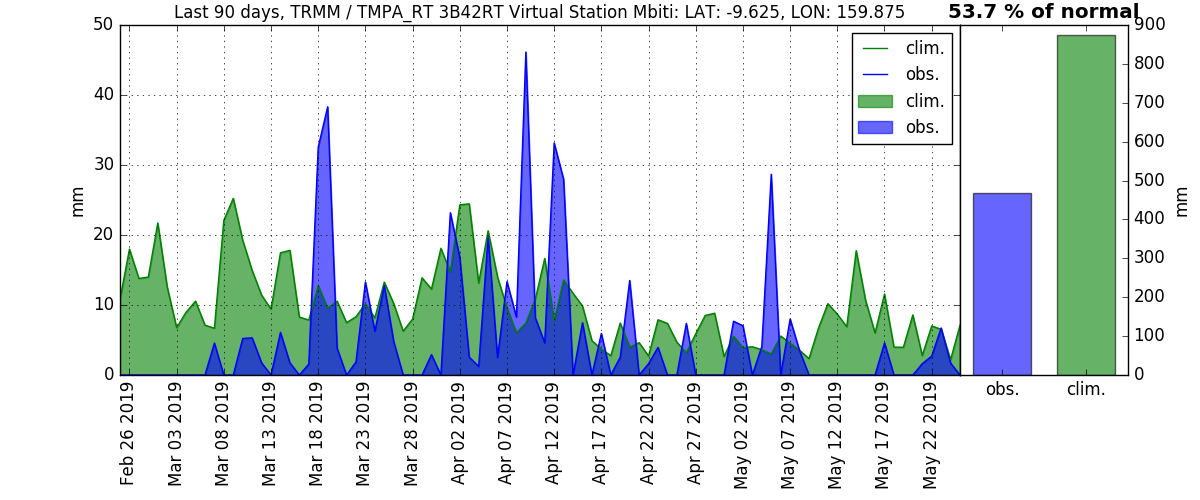 Last 90 days, TRMM / TMPA_RT 3B42RT Virtual Station Mbiti: LAT: -9.625, LON: 159.875
53.7 % of normal
50
40
30
20
10
0
mm
clim.
obs.
clim.
obs.
900
800
700
600
500
400
300
200
100
0
mm
obs.
clim.
Feb 26 2019
Mar 03 2019
Mar 08 2019
Mar 13 2019
Mar 18 2019
Mar 23 2019
Mar 28 2019
Apr 02 2019
Apr 07 2019
Apr 12 2019
Apr 17 2019
Apr 22 2019
Apr 27 2019
May 02 2019
May 07 2019
May 12 2019
May 17 2019
May 22 2019